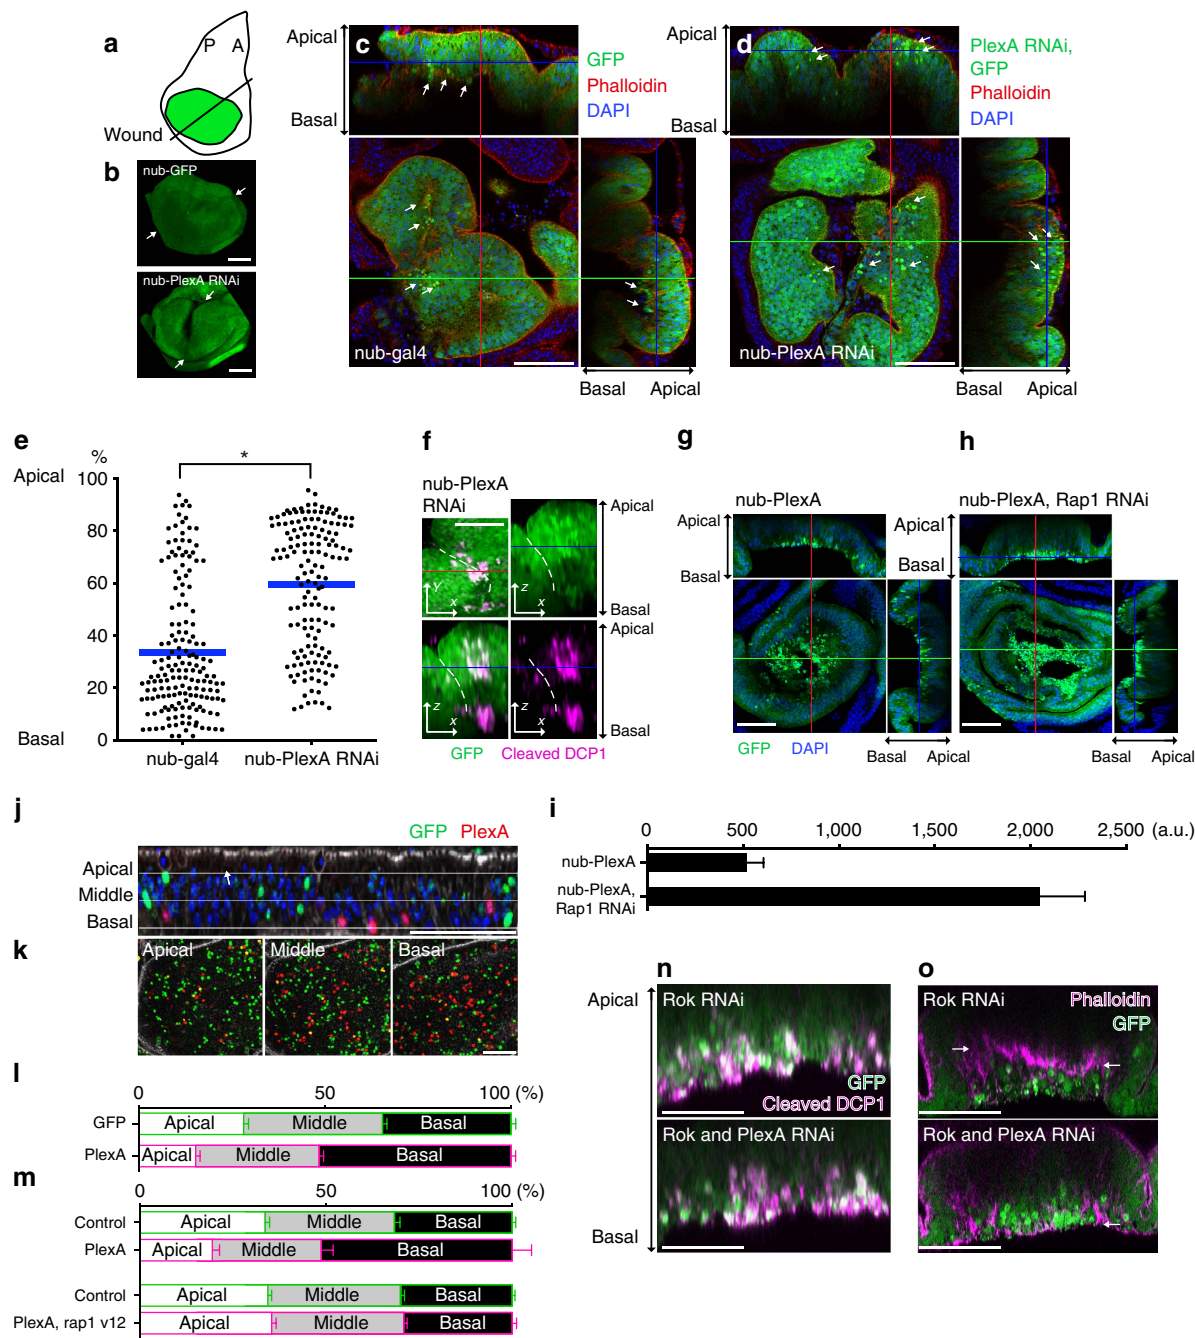 a
P A
Wound
b
nub-GFP
nub-PlexA RNAi
c
Apical
Basal
GFP
Phalloidin
DAPI
nub-gal4
Basal Apical
d
Apical
Basal
PlexA RNAi,
GFP
Phalloidin
DAPI
nub-PlexA RNAi
Basal Apical
e
%
Apical
100
80
60
40
20
0
Basal
*
nub-gal4 nub-PlexA RNAi
f
nub-PlexA
RNAi
Apical
Basal
Y
x
z
x
Apical
Basal
z
x
z
x
GFP Cleaved DCP1
g
nub-PlexA
Apical
Basal
GFP DAPI
Basal Apical
h
nub-PlexA, Rap1 RNAi
Apical
Basal
Basal Apical
i
0 500 1,000 1,500 2,000 2,500 (a.u.)
nub-PlexA
nub-PlexA,
Rap1 RNAi
j
GFP PlexA
Apical
Middle
Basal
k
Apical Middle Basal
l
0 50 100 (%)
GFP Apical Middle Basal
PlexA Apical Middle Basal
m
0 50 100 (%)
Control Apical Middle Basal
PlexA Apical Middle Basal
Control Apical Middle Basal
PlexA, rap1 v12 Apical Middle Basal
n
Apical
Basal
Rok RNAi
GFP
Cleaved DCP1
Rok and PlexA RNAi
o
Rok RNAi
Phalloidin
GFP
Rok and PlexA RNAi